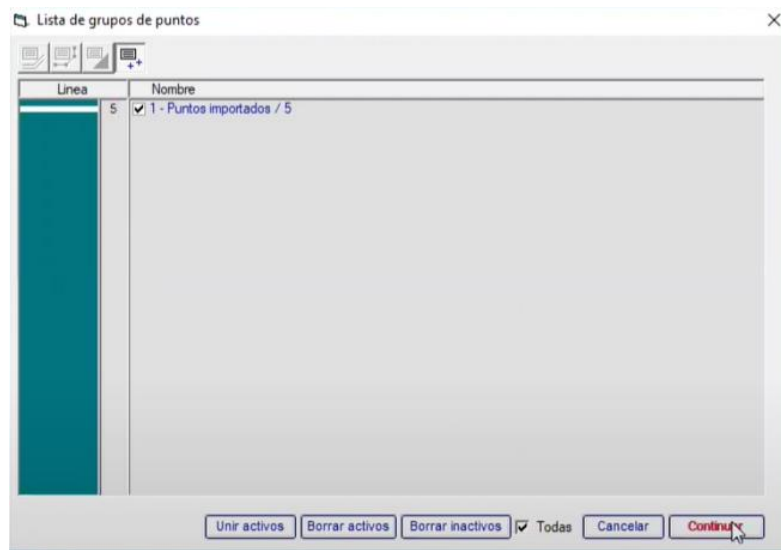 Lista de grupos de puntos
Linea Nombre
5 1 - Puntos importados / 5
Unir activos Borrar activos Borrar inactivos Todas Cancelar Continuar